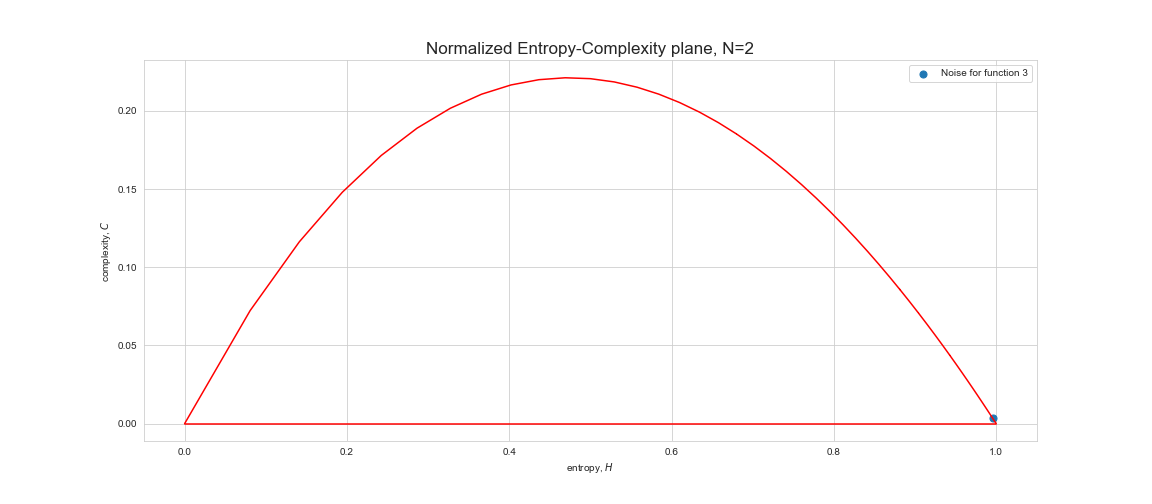 Normalized Entropy-Complexity plane, N=2
Noise for function 3
0.20
0.15
0.10
0.05
0.00
complexity, C
0.0 0.2 0.4 0.6 0.8 1.0
entropy, H